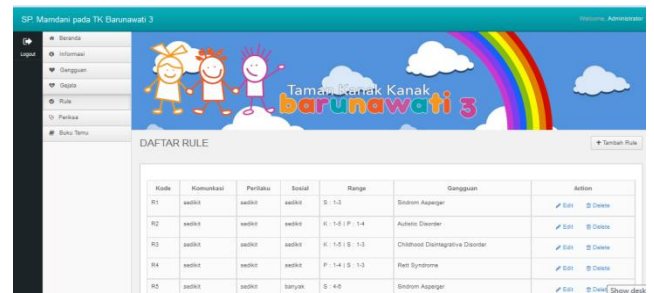 SP. Mamdani pada TK Barunawati 3
Welcome, Administrator
Logout
Beranda
Informasi
Gangguan
Gejala
Rule
Periksa
Buku Tamu
Taman Kanak Kanak
barunawati 3
DAFTAR RULE
+ Tambah Rule
Kode Komunikasi Perilaku Sosial Range Gangguan Action
R1 sedikit sedikit sedikit S : 1-3 Sindrom Asperger Edit Delete
R2 sedikit sedikit sedikit K : 1-5 | P : 1-4 Autistic Disorder Edit Delete
R3 sedikit sedikit sedikit K : 1-5 | S : 1-3 Childhood Disintegrative Disorder Edit Delete
R4 sedikit sedikit sedikit P : 1-4 | S : 1-3 Rett Syndrome Edit Delete
R5 sedikit sedikit banyak S : 4-6 Sindrom Asperger Edit Delet
Show desk